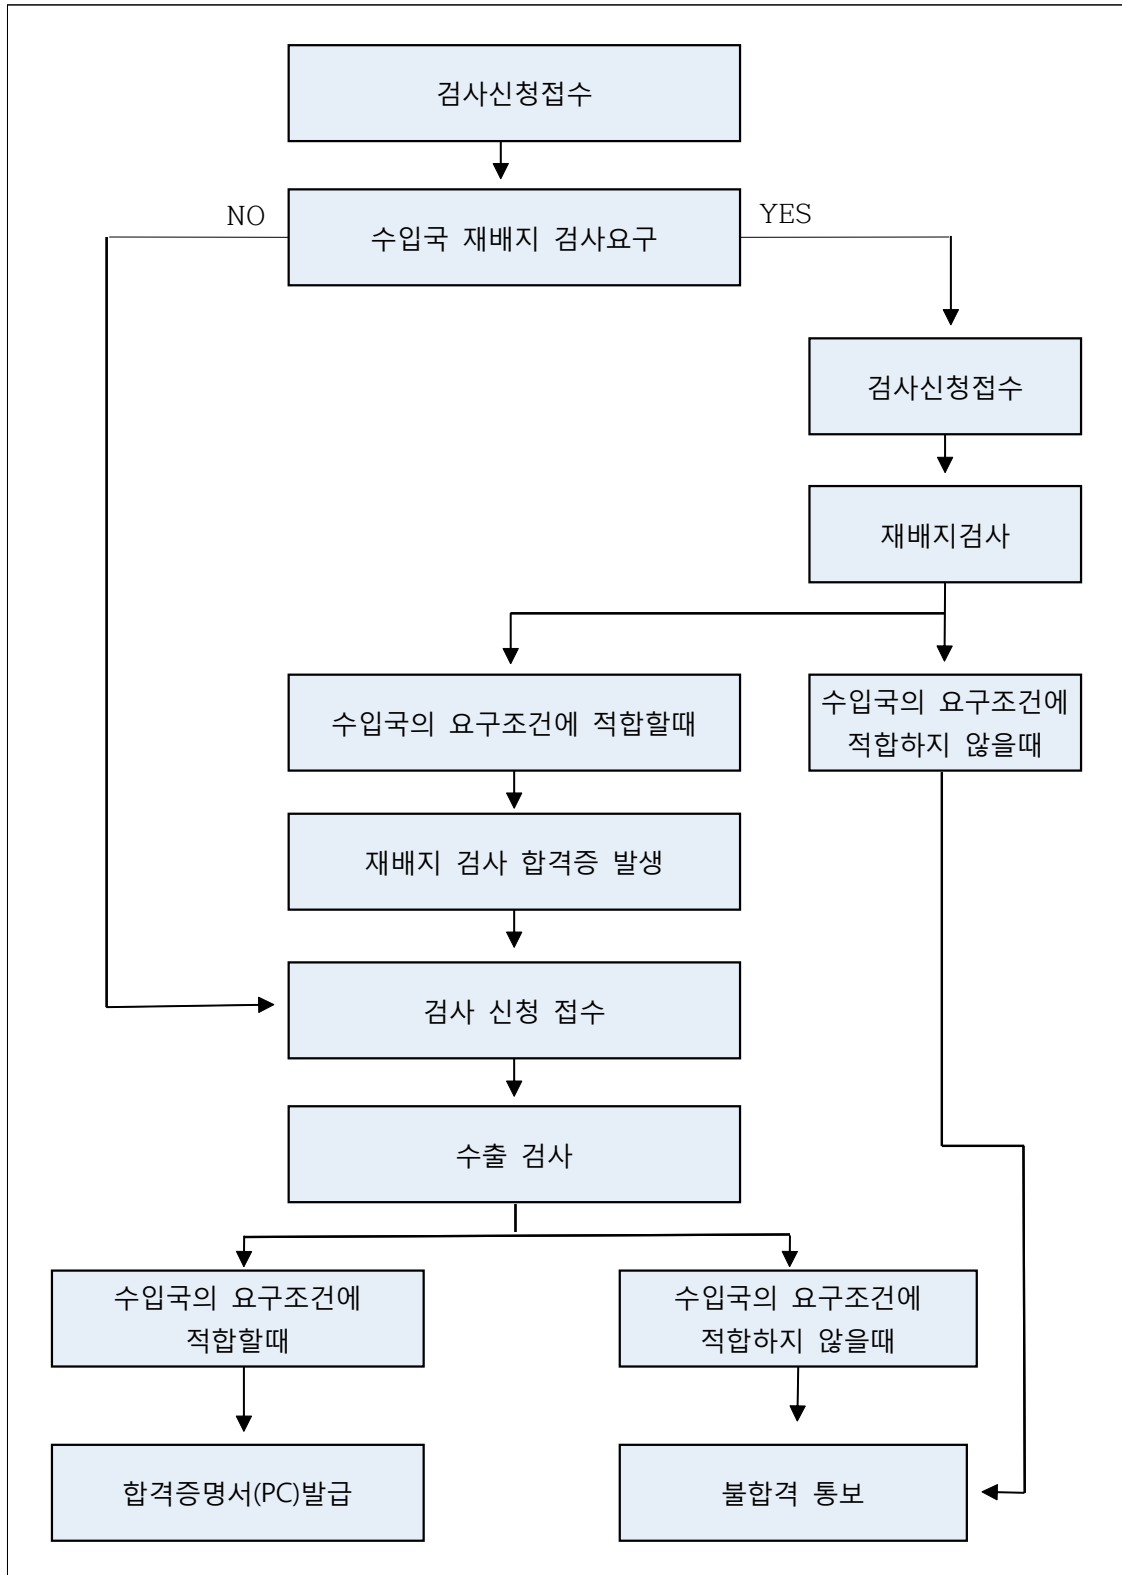 검사신청접수
NO
YES
수입국 재배지 검사요구
검사신청접수
재배지검사
수입국의 요구조건에 적합할때
수입국의 요구조건에
적합하지 않을때
재배지 검사 합격증 발생
검사 신청 접수
수출 검사
수입국의 요구조건에
적합할때
수입국의 요구조건에
적합하지 않을때
합격증명서(PC)발급
불합격 통보